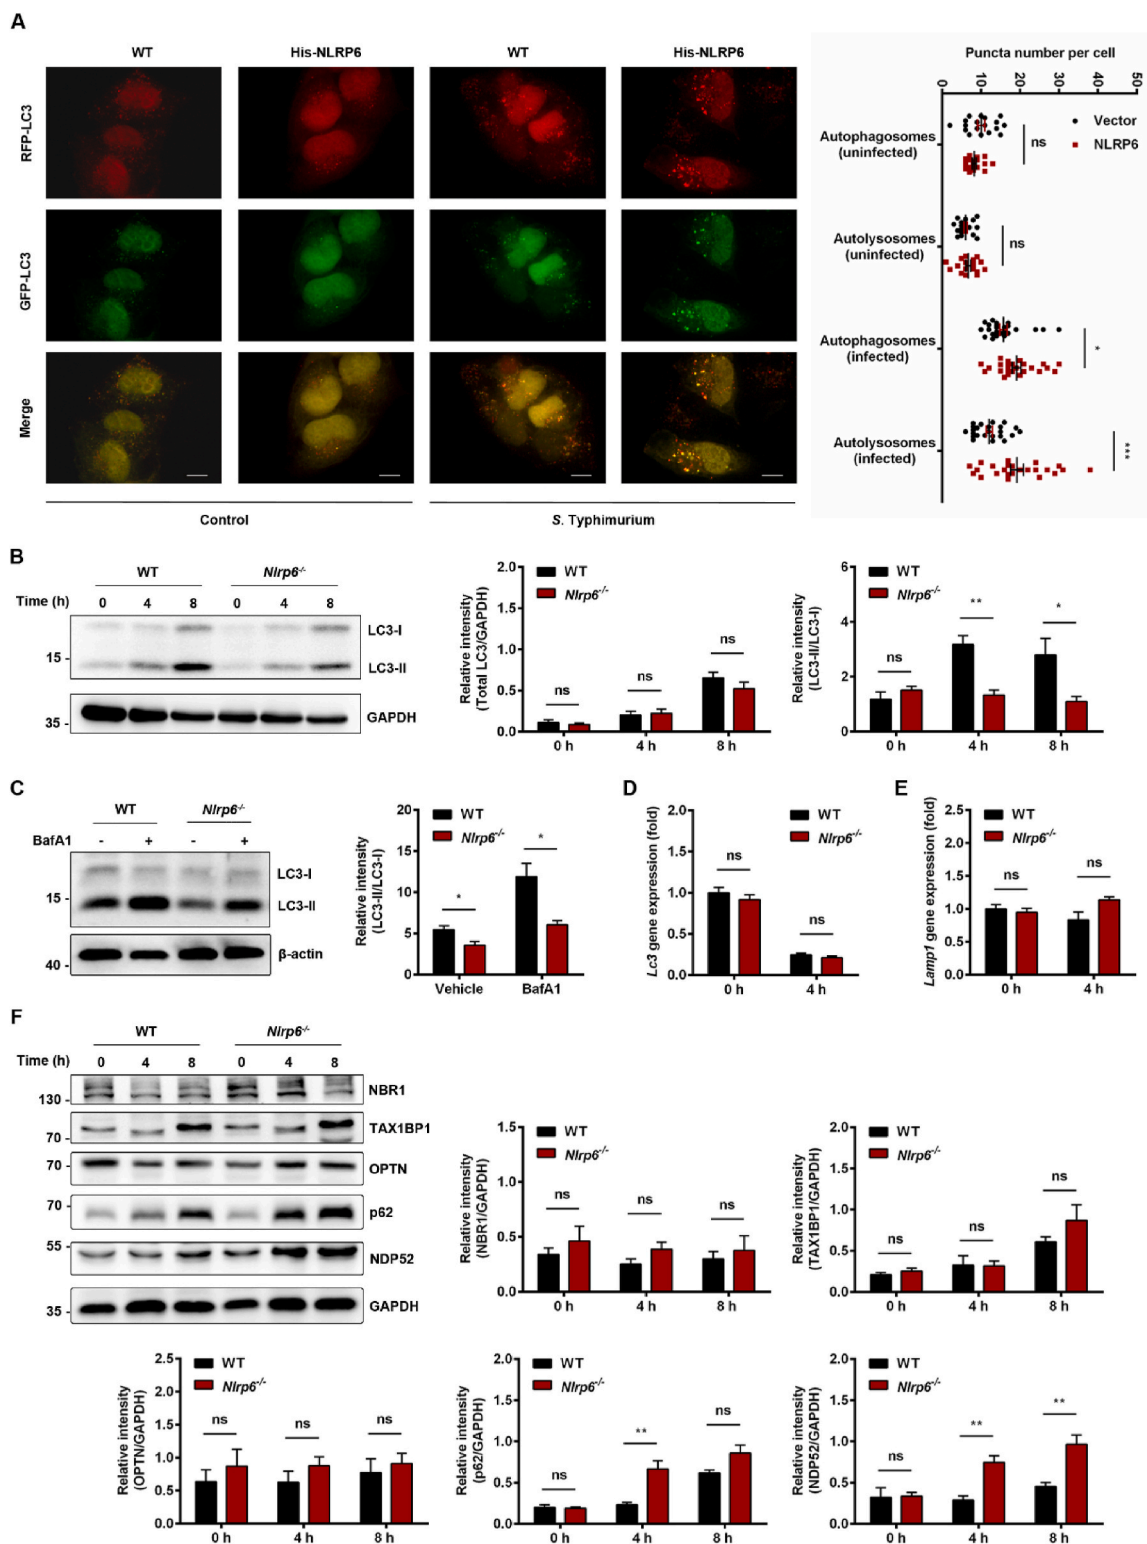 A
WT
His-NLRP6
WT
His-NLRP6
RFP-LC3
GFP-LC3
Merge
Control
S. Typhimurium
Puncta number per cell
0
10
20
30
40
50
Vector
NLRP6
Autophagosomes
(uninfected)
ns
Autolysosomes
(uninfected)
ns
Autophagosomes
(infected)
*
Autolysosomes
(infected)
***
B
WT
Nlrp6-/-
Time (h) 0 4 8 0 4 8
LC3-I
15 -
LC3-II
35 -
GAPDH
Relative intensity
(Total LC3/GAPDH)
2.0
1.5
1.0
0.5
0.0
WT
Nlrp6-/-
ns
ns
ns
0 h 4 h 8 h
Relative intensity
(LC3-II/LC3-I)
6
4
2
0
WT
Nlrp6-/-
ns
**
*
0 h 4 h 8 h
C
WT
Nlrp6-/-
BafA1 - + - +
LC3-I
15 -
LC3-II
β-actin
40 -
Relative intensity
(LC3-II/LC3-I)
20
15
10
5
0
WT
Nlrp6-/-
*
*
Vehicle BafA1
D
Lc3 gene expression (fold)
2.0
1.5
1.0
0.5
0.0
WT
Nlrp6-/-
ns
ns
0 h 4 h
E
Lamp1 gene expression (fold)
2.5
2.0
1.5
1.0
0.5
0.0
WT
Nlrp6-/-
ns
ns
0 h 4 h
F
WT
Nlrp6-/-
Time (h) 0 4 8 0 4 8
NBR1
130 -
TAX1BP1
70 -
70 -
OPTN
70 -
p62
55 -
NDP52
GAPDH
35 -
Relative intensity
(NBR1/GAPDH)
1.5
1.0
0.5
0.0
WT
Nlrp6-/-
ns
ns
ns
0 h 4 h 8 h
Relative intensity
(TAX1BP1/GAPDH)
2.0
1.5
1.0
0.5
0.0
WT
Nlrp6-/-
ns
ns
ns
0 h 4 h 8 h
Relative intensity
(OPTN/GAPDH)
2.5
2.0
1.5
1.0
0.5
0.0
WT
Nlrp6-/-
ns
ns
ns
0 h 4 h 8 h
Relative intensity
(p62/GAPDH)
2.0
1.5
1.0
0.5
0.0
WT
Nlrp6-/-
ns
**
ns
0 h 4 h 8 h
Relative intensity
(NDP52/GAPDH)
2.0
1.5
1.0
0.5
0.0
WT
Nlrp6-/-
ns
**
**
0 h 4 h 8 h